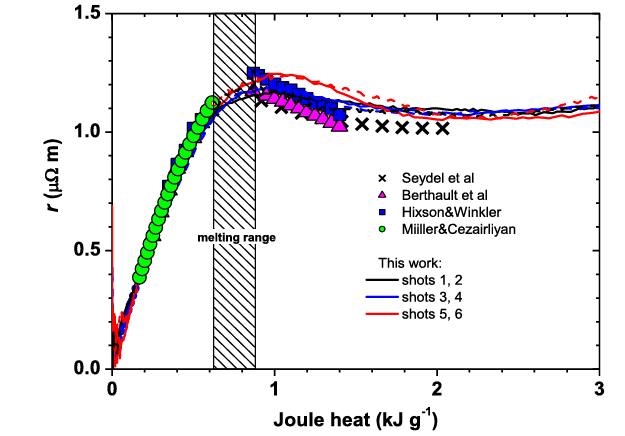 1.5
1.0
0.5
0.0
r (μΩ m)
melting range
Seydel et al
Berthault et al
Hixson&Winkler
Miiller&Cezairliyan
This work:
shots 1, 2
shots 3, 4
shots 5, 6
0 1 2 3
Joule heat (kJ g-1)